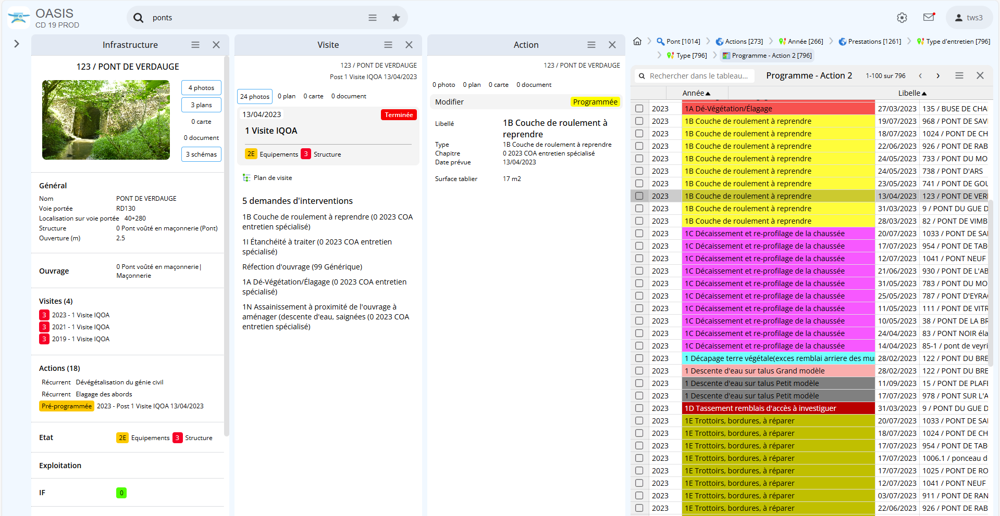 OASIS
CD 19 PROD
ponts
tws3
Infrastructure
123 / PONT DE VERDAUGE
4 photos
3 plans
0 carte
0 document
3 schémas
Général
Nom PONT DE VERDAUGE
Voie portée RD130
Localisation sur voie portée 40+280
Structure 0 Pont voûté en maçonnerie (Pont)
Ouverture (m) 2.5
Ouvrage 0 Pont voûté en maçonnerie|
Maçonnerie
Visites (4)
3 2023 - 1 Visite IQOA
3 2021 - 1 Visite IQOA
3 2019 - 1 Visite IQOA
Actions (18)
Récurrent Dévégétalisation du génie civil
Récurrent Elagage des abords
Pré-programmée 2023 - Post 1 Visite IQOA 13/04/2023
Etat 2E Equipements 3 Structure
Exploitation
IF 0
Visite
123 / PONT DE VERDAUGE
Post 1 Visite IQOA 13/04/2023
24 photos 0 plan 0 carte 0 document
13/04/2023 Terminée
1 Visite IQOA
2E Equipements 3 Structure
Plan de visite
5 demandes d'interventions
1B Couche de roulement à reprendre (0 2023 COA
entretien spécialisé)
1I Étanchéité à traiter (0 2023 COA entretien
spécialisé)
Réfection d'ouvrage (99 Générique)
1A Dé-Végétation/Élagage (0 2023 COA entretien
spécialisé)
1N Assainissement à proximité de l'ouvrage à
aménager (descente d'eau, saignées (0 2023 COA
entretien spécialisé)
Action
123 / PONT DE VERDAUGE
0 photo 0 plan 0 carte 0 document
Modifier Programmée
Libellé 1B Couche de roulement à
reprendre
Type 1B Couche de roulement à reprendre
Chapitre 0 2023 COA entretien spécialisé
Date prévue 13/04/2023
Surface tablier 17 m2
Pont [1014] Actions [273] Année [266] Prestations [1261] Type d'entretien [796]
Type [796] Programme - Action 2 [796]
Rechercher dans le tableau... Programme - Action 2 1-100 sur 796
Année Libelle
2023 1A Dé-Végétation/Élagage 27/03/2023 135 / BUSE DE CHA
2023 1B Couche de roulement à reprendre 19/07/2023 968 / PONT DE SAV
2023 1B Couche de roulement à reprendre 18/07/2023 1024 / PONT DE CH
2023 1B Couche de roulement à reprendre 22/06/2023 926 / PONT DE RAB
2023 1B Couche de roulement à reprendre 24/05/2023 733 / PONT DU MO
2023 1B Couche de roulement à reprendre 24/05/2023 738 / PONT D'ARS
2023 1B Couche de roulement à reprendre 23/05/2023 741 / PONT DE GOU
2023 1B Couche de roulement à reprendre 13/04/2023 123 / PONT DE VER
2023 1B Couche de roulement à reprendre 31/03/2023 9 / PONT DU GUE D
2023 1B Couche de roulement à reprendre 28/03/2023 82 / PONT DE VIMB
2023 1C Décaissement et re-profilage de la chaussée 20/07/2023 1033 / PONT DE SAI
2023 1C Décaissement et re-profilage de la chaussée 17/07/2023 954 / PONT DE TAB
2023 1C Décaissement et re-profilage de la chaussée 12/07/2023 1041 / PONT NEUF
2023 1C Décaissement et re-profilage de la chaussée 21/06/2023 930 / PONT DE L'AB
2023 1C Décaissement et re-profilage de la chaussée 31/05/2023 783 / PONT DU MO
2023 1C Décaissement et re-profilage de la chaussée 25/05/2023 787 / PONT D'EYRA
2023 1C Décaissement et re-profilage de la chaussée 11/05/2023 111 / PONT DE VITR
2023 1C Décaissement et re-profilage de la chaussée 10/05/2023 38 / PONT DE LA BR
2023 1C Décaissement et re-profilage de la chaussée 24/04/2023 83 / PONT NOIR éla
2023 1C Décaissement et re-profilage de la chaussée 14/04/2023 85-1 / pont de veyri
2023 1 Décapage terre végétale(exces remblai arriere des mu 28/02/2023 122 / PONT DU BRE
2023 1 Descente d'eau sur talus Grand modèle 28/02/2023 122 / PONT DU BRE
2023 1 Descente d'eau sur talus Petit modèle 11/09/2023 15 / PONT DE PLAFE
2023 1 Descente d'eau sur talus Petit modèle 17/07/2023 978 / PONT SUR L'A
2023 1D Tassement remblais d'accès à investiguer 31/03/2023 9 / PONT DU GUE D
2023 1E Trottoirs, bordures, à réparer 20/07/2023 1033 / PONT DE SAI
2023 1E Trottoirs, bordures, à réparer 18/07/2023 1024 / PONT DE CH
2023 1E Trottoirs, bordures, à réparer 17/07/2023 954 / PONT DE TAB
2023 1E Trottoirs, bordures, à réparer 17/07/2023 1006.1 / ponceau d
2023 1E Trottoirs, bordures, à réparer 17/07/2023 1025 / PONT DE RO
2023 1E Trottoirs, bordures, à réparer 12/07/2023 1041 / PONT NEUF
2023 1E Trottoirs, bordures, à réparer 03/07/2023 911 / PONT DE RAN
2023 1E Trottoirs, bordures, à réparer 22/06/2023 926 / PONT DE RAB